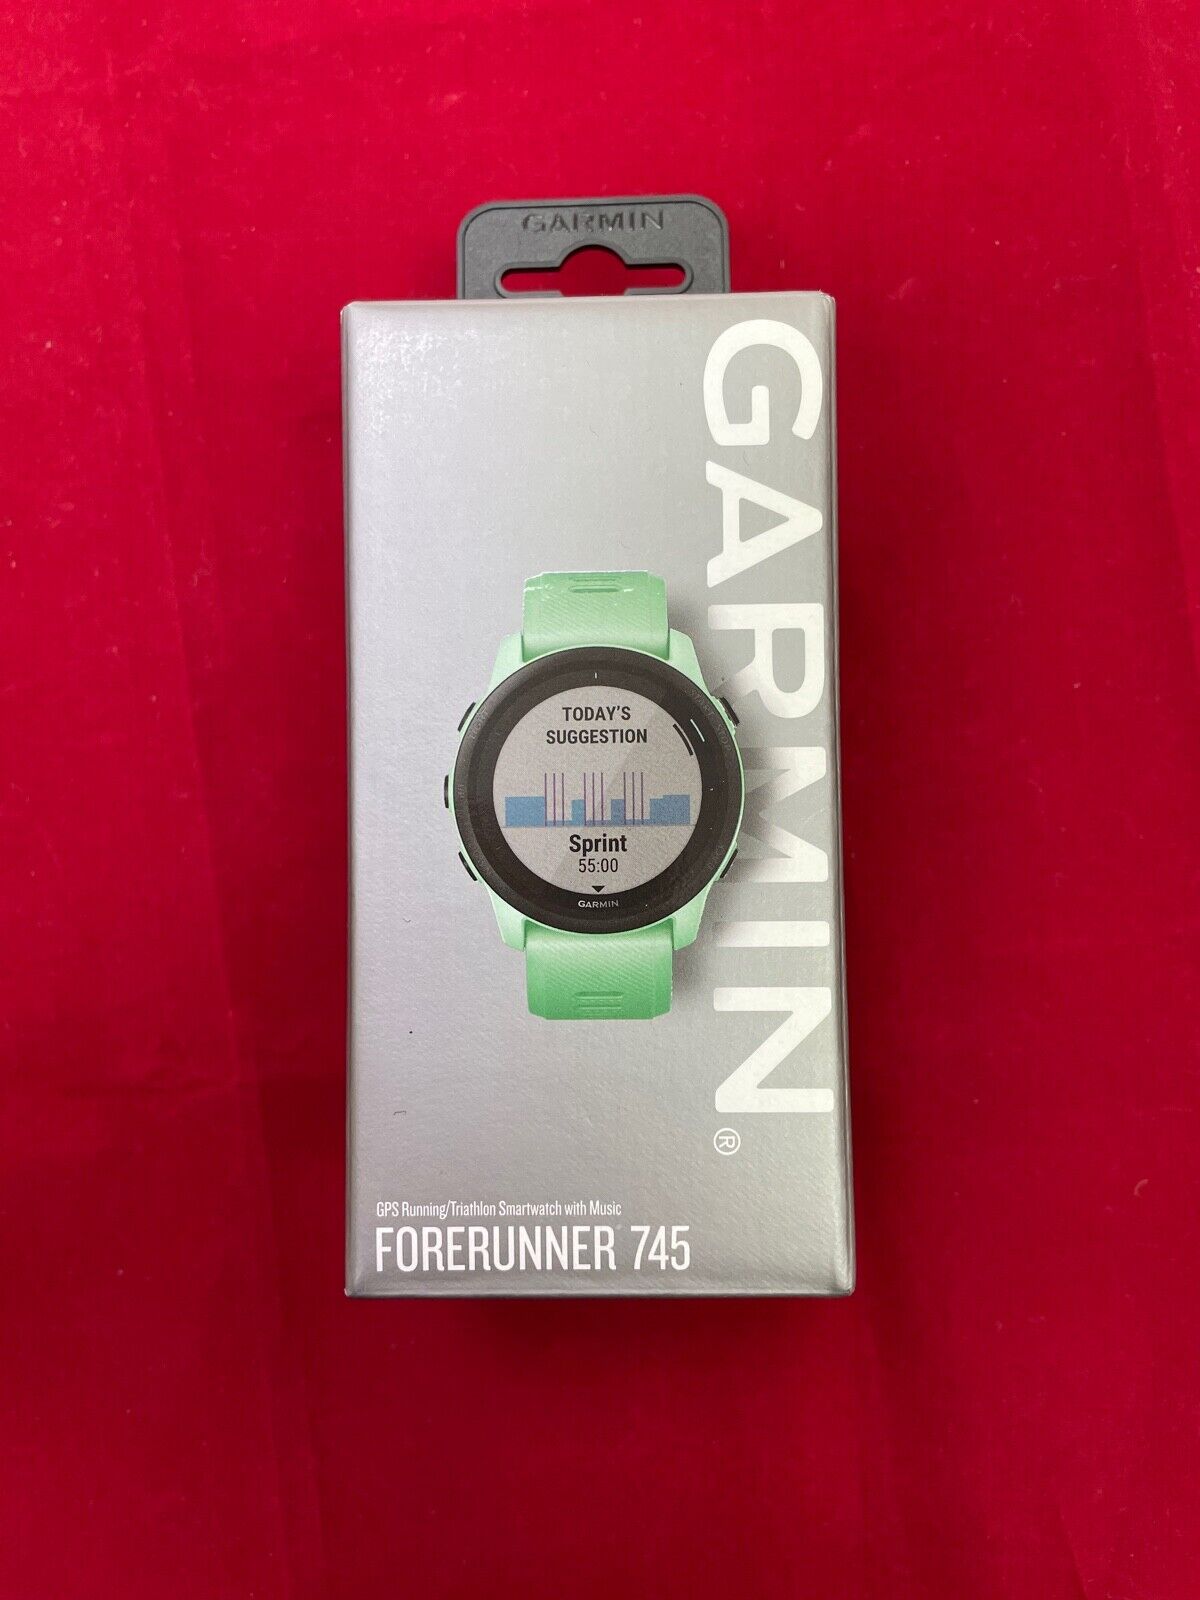 GARMIN
GARMIN®
TODAY'S
SUGGESTION
Sprint
55:00
GARMIN
GPS Running/Triathlon Smartwatch with Music
FORERUNNER 745